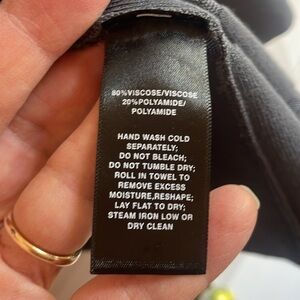 80%VISCOSE/VISCOSE
20%POLYAMIDE/
POLYAMIDE
HAND WASH COLD
SEPARATELY;
DO NOT BLEACH;
DO NOT TUMBLE DRY;
ROLL IN TOWEL TO
REMOVE EXCESS
MOISTURE,RESHAPE;
LAY FLAT TO DRY;
STEAM IRON LOW OR
DRY CLEAN